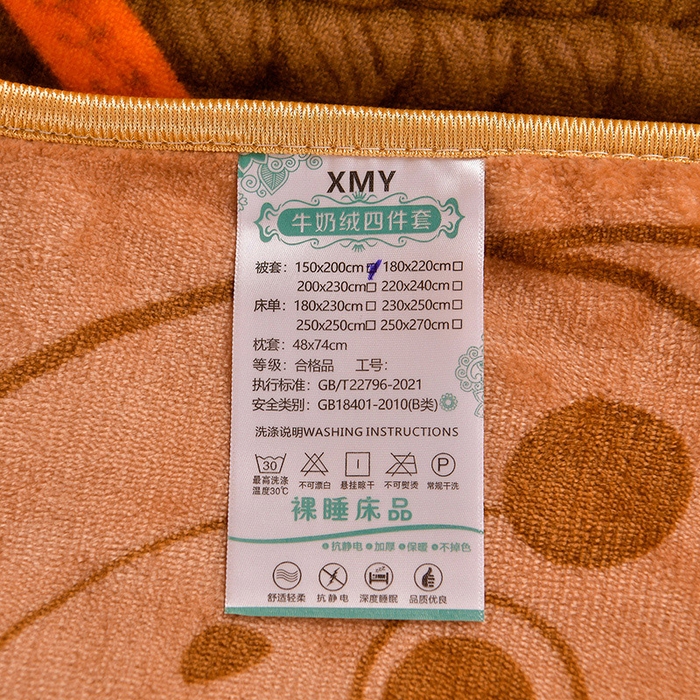 XMY
牛奶绒四件套
被套：150x200cm☑ 180x220cm□
200x230cm□ 220x240cm□
床单：180x230cm□ 230x250cm□
250x250cm□ 250x270cm□
枕套：48x74cm
等级：合格品 工号：
执行标准：GB/T22796-2021
安全类别：GB18401-2010(B类)
洗涤说明WASHING INSTRUCTIONS
30 P
最高洗涤温度30℃ 不可漂白 悬挂晾干 不可熨烫 常规干洗
裸睡床品
抗静电 加厚 保暖 不掉色
舒适轻柔 抗静电 深度睡眠 品质优良